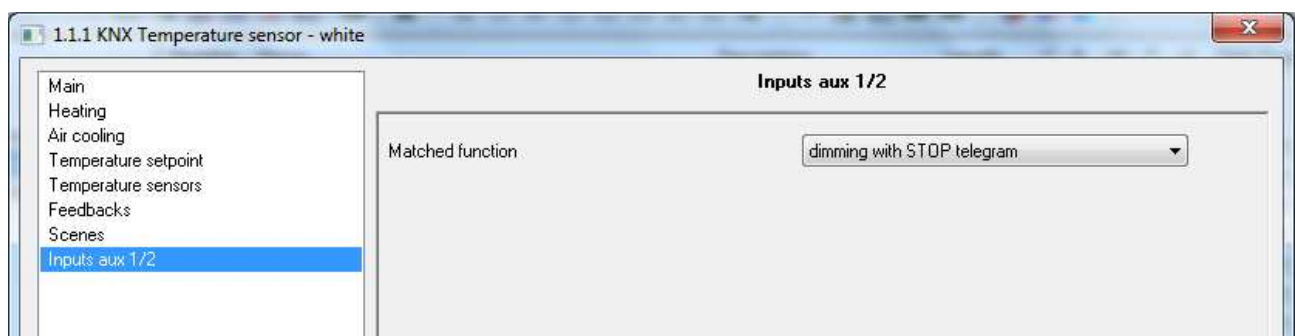 1.1.1 KNX Temperature sensor - white
Main
Heating
Air cooling
Temperature setpoint
Temperature sensors
Feedbacks
Scenes
Inputs aux 1/2
Inputs aux 1/2
Matched function
dimming with STOP telegram